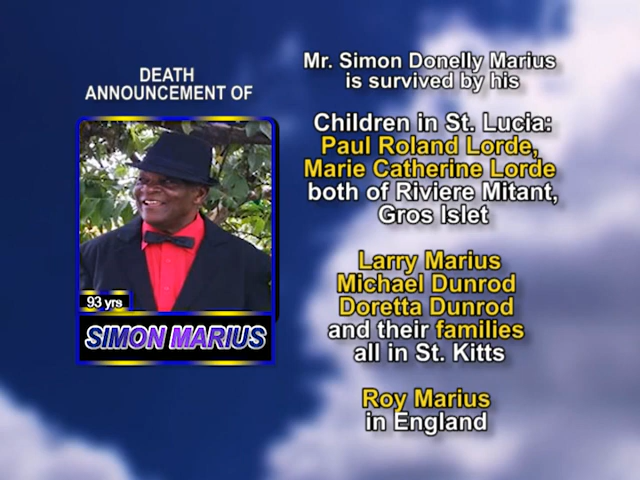 DEATH
ANNOUNCEMENT OF
93 yrs
SIMON MARIUS
Mr. Simon Donelly Marius
is survived by his
Children in St. Lucia:
Paul Roland Lorde,
Marie Catherine Lorde
both of Riviere Mitant,
Gros Islet
Larry Marius
Michael Dunrod
Doretta Dunrod
and their families
all in St. Kitts
Roy Marius
in England